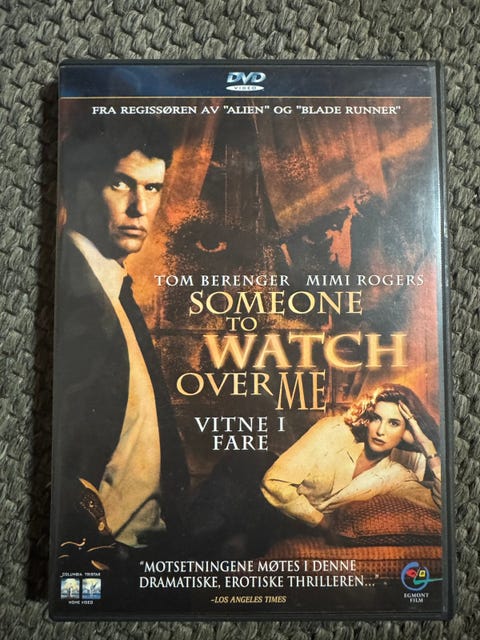 DVD
VIDEO
FRA REGISSØREN AV "ALIEN" OG "BLADE RUNNER"
TOM BERENGER MIMI ROGERS
SOMEONE
TO
WATCH
OVER ME
VITNE I
FARE
"MOTSETNINGENE MØTES I DENNE
DRAMATISKE, EROTISKE THRILLEREN..."
–LOS ANGELES TIMES
COLUMBIA TRISTAR
HOME VIDEO
EGMONT
FILM